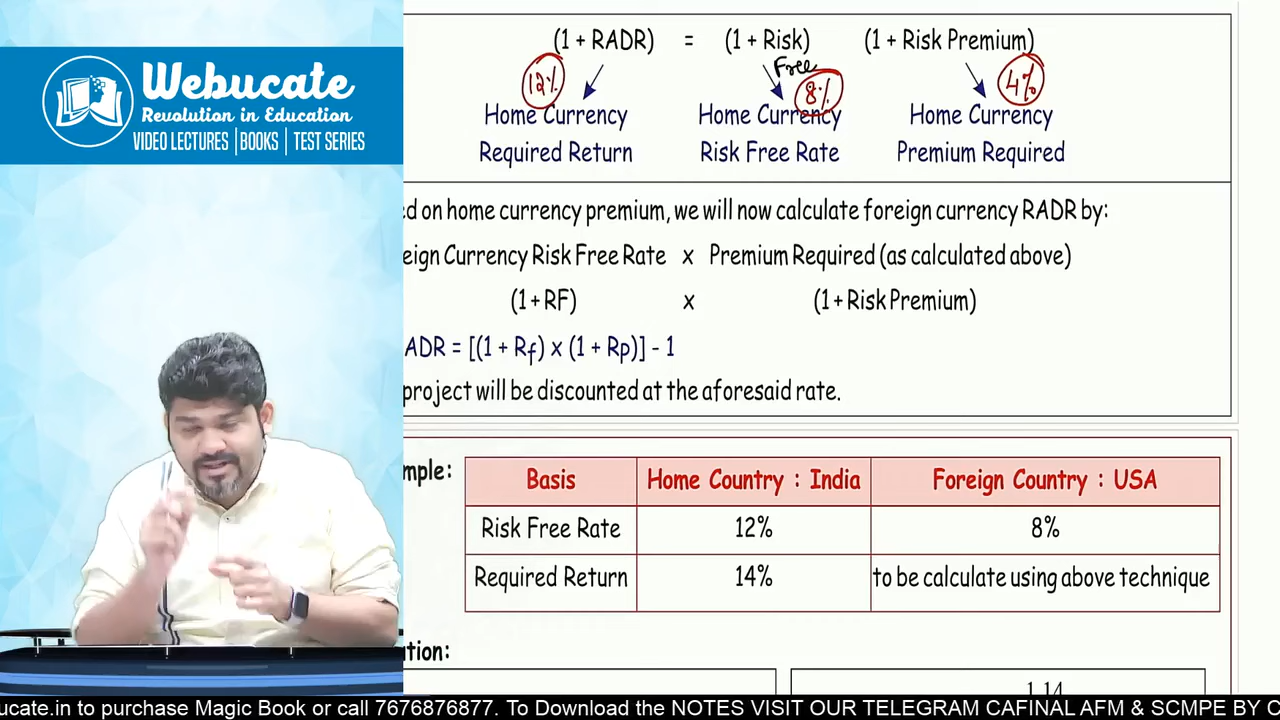 Webucate
Revolution in Education
VIDEO LECTURES | BOOKS | TEST SERIES
(1 + RADR) = (1 + Risk) (1 + Risk Premium)
Free
12% 8% 4%
Home Currency Home Currency Home Currency
Required Return Risk Free Rate Premium Required
ed on home currency premium, we will now calculate foreign currency RADR by:
eign Currency Risk Free Rate x Premium Required (as calculated above)
(1 + RF) x (1 + Risk Premium)
ADR = [(1 + Rf) x (1 + Rp)] - 1
project will be discounted at the aforesaid rate.
mple:
Basis Home Country : India Foreign Country : USA
Risk Free Rate 12% 8%
Required Return 14% to be calculate using above technique
tion:
1.14
ucate.in to purchase Magic Book or call 7676876877. To Download the NOTES VISIT OUR TELEGRAM CAFINAL AFM & SCMPE BY C